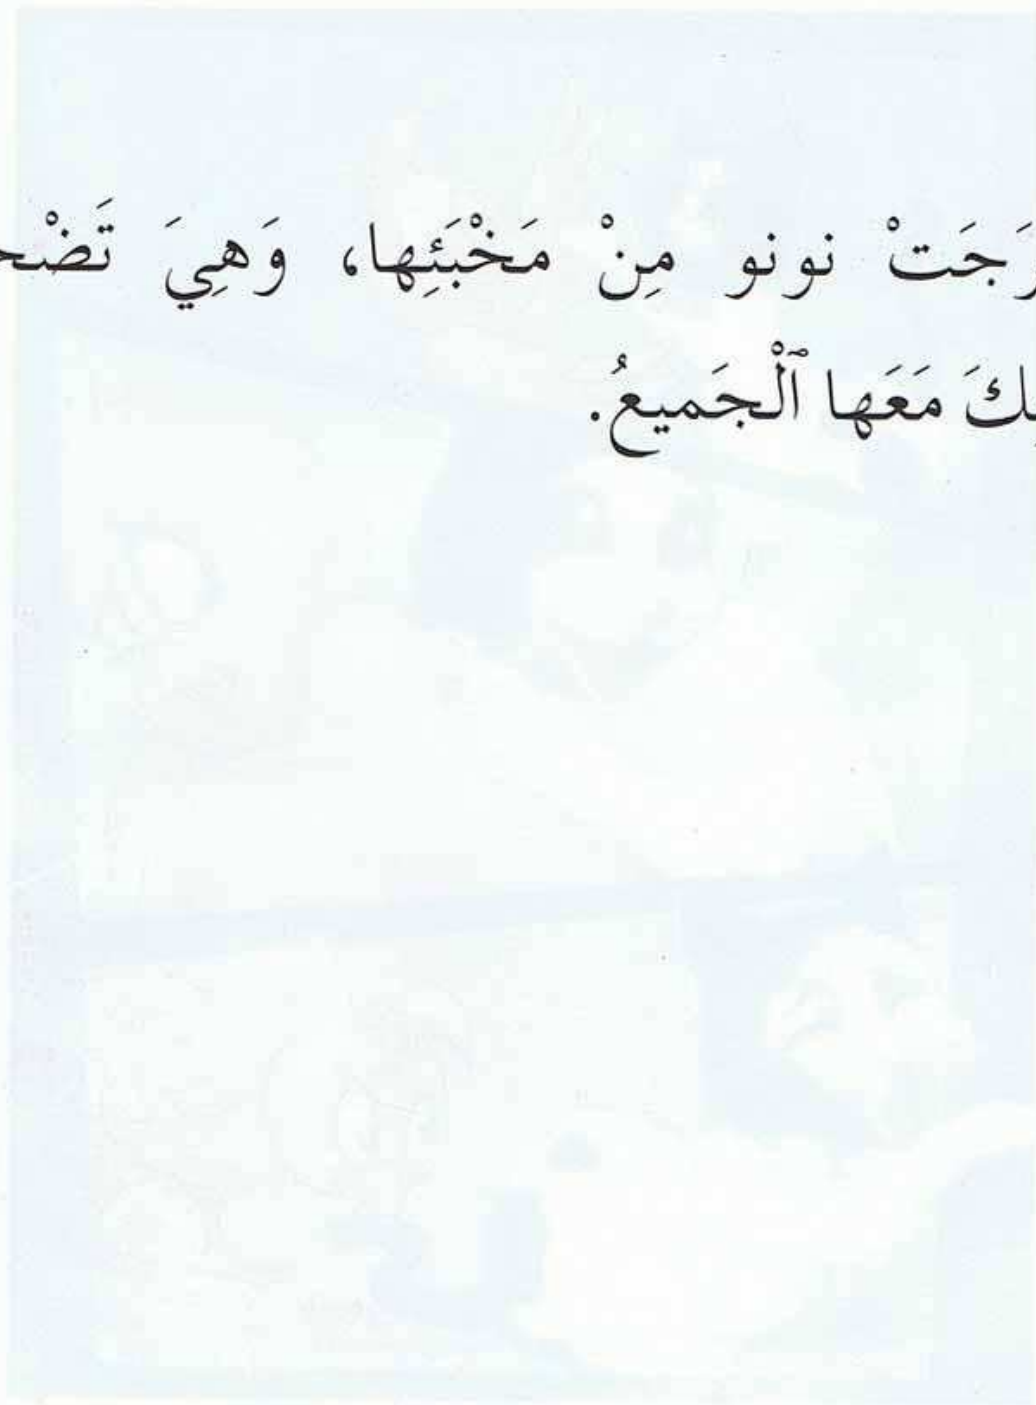 رَجَتْ نونو مِنْ مَخْبَئِها، وَهِيَ تَضْح
لِكَ مَعَها ٱلْجَميعُ.